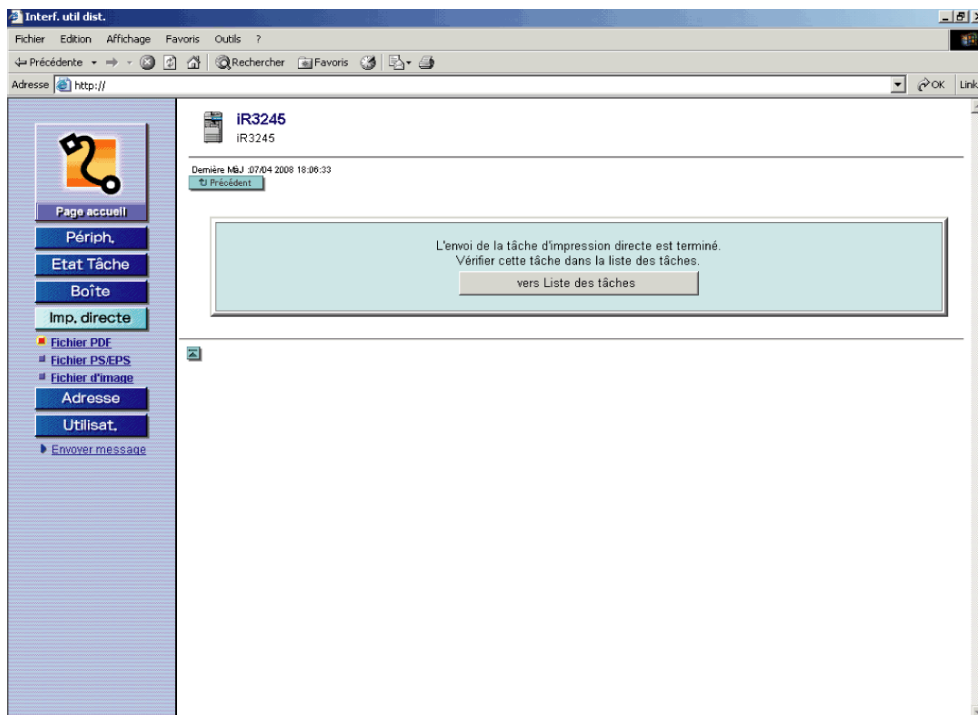 Interf. util dist.
Fichier Edition Affichage Favoris Outils ?
Précédente Rechercher Favoris
Adresse http:// OK Link
iR3245
iR3245
Dernière MàJ :07/04 2008 18:06:33
Précédent
Page accueil
Périph.
Etat Tâche
Boîte
Imp. directe
Fichier PDF
Fichier PS/EPS
Fichier d'image
Adresse
Utilisat.
Envoyer message
L'envoi de la tâche d'impression directe est terminé.
Vérifier cette tâche dans la liste des tâches.
vers Liste des tâches